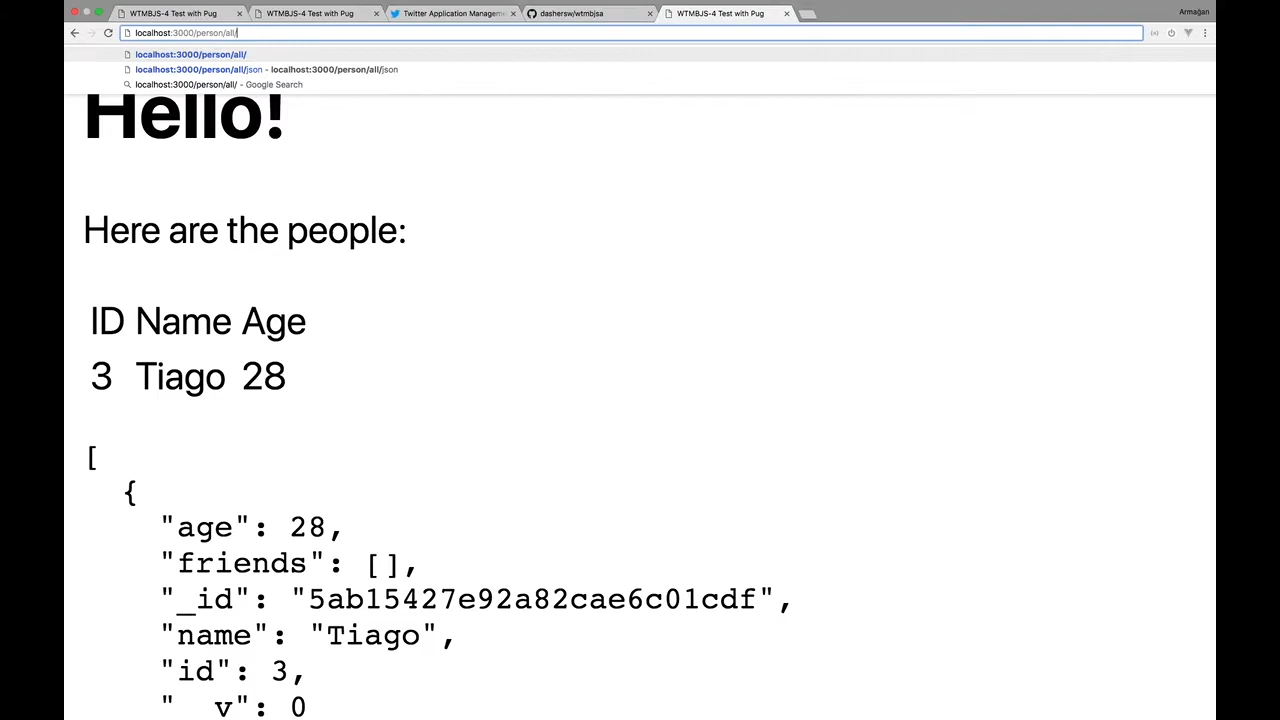 WTMBJS-4 Test with Pug
WTMBJS-4 Test with Pug
Twitter Application Managem
dashersw/wtmbjsa
WTMBJS-4 Test with Pug
Armağan
localhost:3000/person/all/
localhost:3000/person/all/
localhost:3000/person/all/json - localhost:3000/person/all/json
localhost:3000/person/all/ - Google Search
Hello!
Here are the people:
ID Name Age
3 Tiago 28
[
{
"age": 28,
"friends": [],
"_id": "5ab15427e92a82cae6c01cdf",
"name": "Tiago",
"id": 3,
"__v": 0